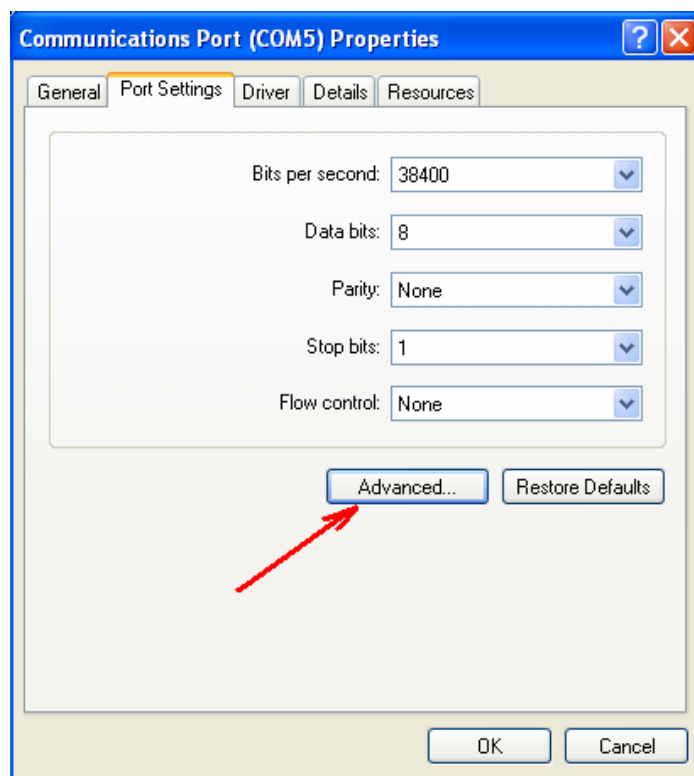 Communications Port (COM5) Properties
General Port Settings Driver Details Resources
Bits per second: 38400
Data bits: 8
Parity: None
Stop bits: 1
Flow control: None
Advanced... Restore Defaults
OK Cancel